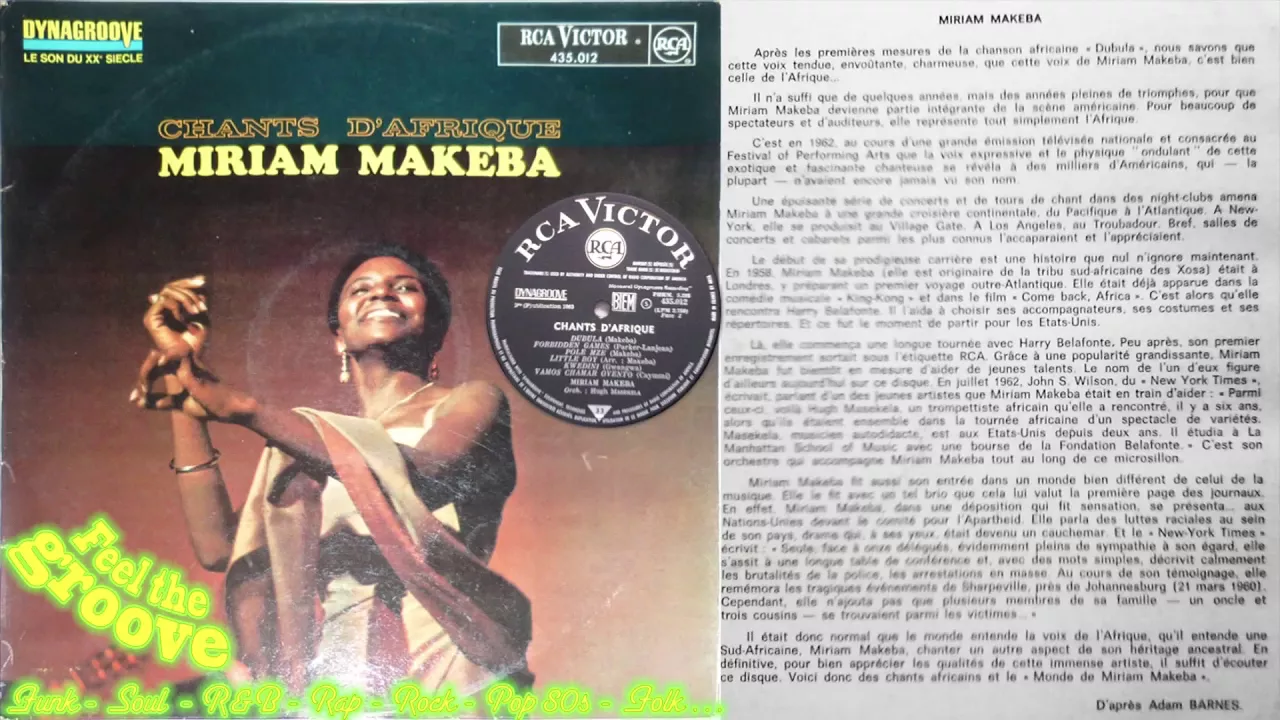 DYNAGROOVE
LE SON DU XXe SIECLE
RCA VICTOR
435.012
RCA
CHANTS D'AFRIQUE
MIRIAM MAKEBA
RCA VICTOR
RCA
DYNAGROOVE
BIEM
435.012
CHANTS D'AFRIQUE
DUBULA (Makeba)
FORBIDDEN GAMES (Parker-Lanjean)
POLE MZE (Makeba)
LITTLE BOY (Arr. : Makeba)
KWEDINI (Gwangwa)
VAMOS CHAMAR OVENTO (Caymmi)
MIRIAM MAKEBA
Orch. : Hugh Masekela
33
Feel the
groove
Funk - Soul - R&B - Rap - Rock - Pop 80s - Folk ...
MIRIAM MAKEBA
Après les premières mesures de la chanson africaine « Dubula », nous savons que
cette voix tendue, envoûtante, charmeuse, que cette voix de Miriam Makeba, c'est bien
celle de l'Afrique...
Il n'a suffi que de quelques années, mais des années pleines de triomphes, pour que
Miriam Makeba devienne partie intégrante de la scène américaine. Pour beaucoup de
spectateurs et d'auditeurs, elle représente tout simplement l'Afrique.
C'est en 1962, au cours d'une grande émission télévisée nationale et consacrée au
Festival of Performing Arts que la voix expressive et le physique "ondulant" de cette
exotique et fascinante chanteuse se révéla à des milliers d'Américains, qui — la
plupart — n'avaient encore jamais vu son nom.
Une épuisante série de concerts et de tours de chant dans des night-clubs amena
Miriam Makeba à une grande croisière continentale, du Pacifique à l'Atlantique. A New-
York, elle se produisit au Village Gate. A Los Angeles, au Troubadour. Bref, salles de
concerts et cabarets parmi les plus connus l'accaparaient et l'appréciaient.
Le début de sa prodigieuse carrière est une histoire que nul n'ignore maintenant.
En 1958, Miriam Makeba (elle est originaire de la tribu sud-africaine des Xosa) était à
Londres, y préparant un premier voyage outre-Atlantique. Elle était déjà apparue dans la
comédie musicale « King-Kong » et dans le film « Come back, Africa ». C'est alors qu'elle
rencontra Harry Belafonte. Il l'aida à choisir ses accompagnateurs, ses costumes et ses
répertoires. Et ce fut le moment de partir pour les Etats-Unis.
Là, elle commença une longue tournée avec Harry Belafonte. Peu après, son premier
enregistrement sortait sous l'étiquette RCA. Grâce à une popularité grandissante, Miriam
Makeba fut bientôt en mesure d'aider de jeunes talents. Le nom de l'un d'eux figure
d'ailleurs aujourd'hui sur ce disque. En juillet 1962, John S. Wilson, du « New York Times »,
écrivait, parlant d'un des jeunes artistes que Miriam Makeba était en train d'aider : « Parmi
ceux-ci, voilà Hugh Masekela, un trompettiste africain qu'elle a rencontré, il y a six ans,
alors qu'ils étaient ensemble dans la tournée africaine d'un spectacle de variétés.
Masekela, musicien autodidacte, est aux Etats-Unis depuis deux ans. Il étudia à La
Manhattan School of Music avec une bourse de la Fondation Belafonte. » C'est son
orchestre qui accompagne Miriam Makeba tout au long de ce microsillon.
Miriam Makeba fit aussi son entrée dans un monde bien différent de celui de la
musique. Elle le fit avec un tel brio que cela lui valut la première page des journaux.
En effet, Miriam Makeba, dans une déposition qui fit sensation, se présenta... aux
Nations-Unies devant le comité pour l'Apartheid. Elle parla des luttes raciales au sein
de son pays, drame qui, à ses yeux, était devenu un cauchemar. Et le « New-York Times »
écrivit : « Seule, face à onze délégués, évidemment pleins de sympathie à son égard, elle
s'assit à une longue table de conférence et, avec des mots simples, décrivit calmement
les brutalités de la police, les arrestations en masse. Au cours de son témoignage, elle
remémora les tragiques événements de Sharpeville, près de Johannesburg (21 mars 1960).
Cependant, elle n'ajouta pas que plusieurs membres de sa famille — un oncle et
trois cousins — se trouvaient parmi les victimes... »
Il était donc normal que le monde entende la voix de l'Afrique, qu'il entende une
Sud-Africaine, Miriam Makeba, chanter un autre aspect de son héritage ancestral. En
définitive, pour bien apprécier les qualités de cette immense artiste, il suffit d'écouter
ce disque. Voici donc des chants africains et le « Monde de Miriam Makeba ».
D'après Adam BARNES.